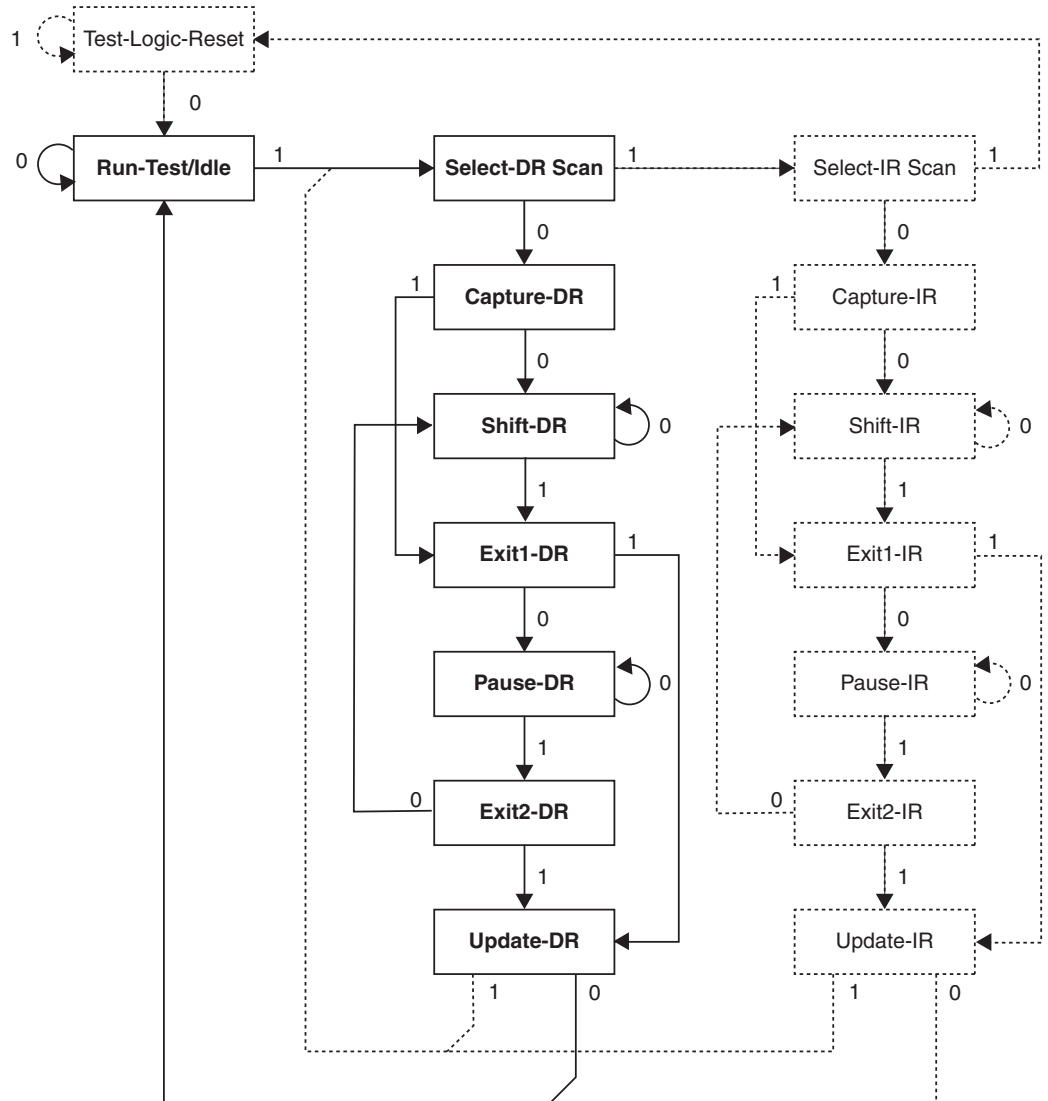 1
Test-Logic-Reset
0
0
Run-Test/Idle
1
Select-DR Scan
1
Select-IR Scan
1
0
0
1
Capture-DR
1
Capture-IR
0
0
Shift-DR
0
Shift-IR
0
1
1
Exit1-DR
1
Exit1-IR
1
0
0
Pause-DR
0
Pause-IR
0
1
1
0
Exit2-DR
0
Exit2-IR
1
1
Update-DR
Update-IR
1
0
1
0